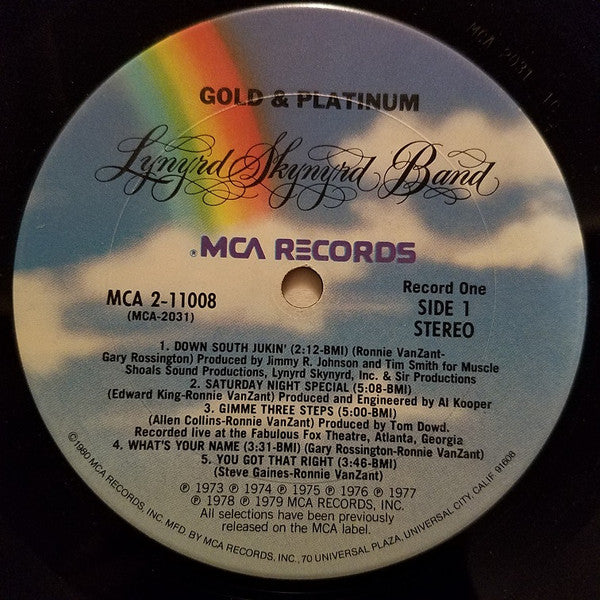 MCA 2031
GOLD & PLATINUM
Lynyrd Skynyrd Band
® MCA RECORDS
MCA 2-11008
(MCA-2031)
Record One
SIDE 1
STEREO
1. DOWN SOUTH JUKIN' (2:12-BMI) (Ronnie VanZant-
Gary Rossington) Produced by Jimmy R. Johnson and Tim Smith for Muscle
Shoals Sound Productions, Lynyrd Skynyrd, Inc. & Sir Productions
2. SATURDAY NIGHT SPECIAL (5:08-BMI)
(Edward King-Ronnie VanZant) Produced and Engineered by Al Kooper
3. GIMME THREE STEPS (5:00-BMI)
(Allen Collins-Ronnie VanZant) Produced by Tom Dowd.
Recorded live at the Fabulous Fox Theatre, Atlanta, Georgia
4. WHAT'S YOUR NAME (3:31-BMI) (Gary Rossington-Ronnie VanZant)
5. YOU GOT THAT RIGHT (3:46-BMI)
(Steve Gaines-Ronnie VanZant)
℗ 1973 ℗ 1974 ℗ 1975 ℗ 1976 ℗ 1977
℗ 1978 ℗ 1979 MCA RECORDS, INC.
All selections have been previously
released on the MCA label.
©1980 MCA RECORDS, INC. MFD. BY MCA RECORDS, INC., 70 UNIVERSAL PLAZA, UNIVERSAL CITY, CALIF. 91608